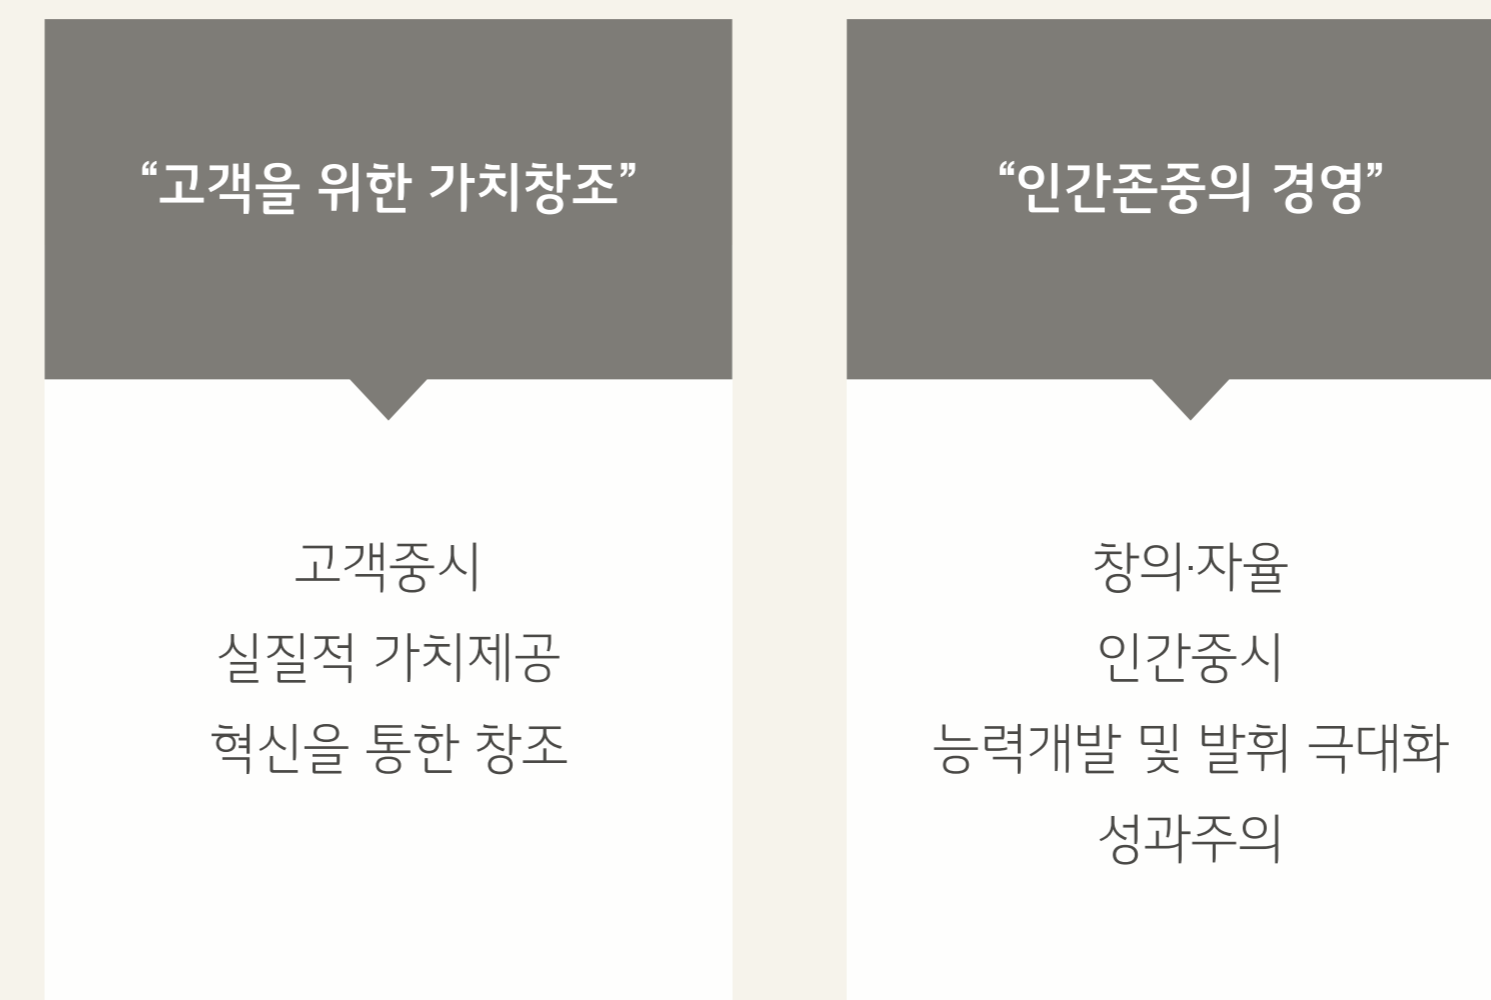 “고객을 위한 가치창조”
고객중시
실질적 가치제공
혁신을 통한 창조
“인간존중의 경영”
창의·자율
인간중시
능력개발 및 발휘 극대화
성과주의